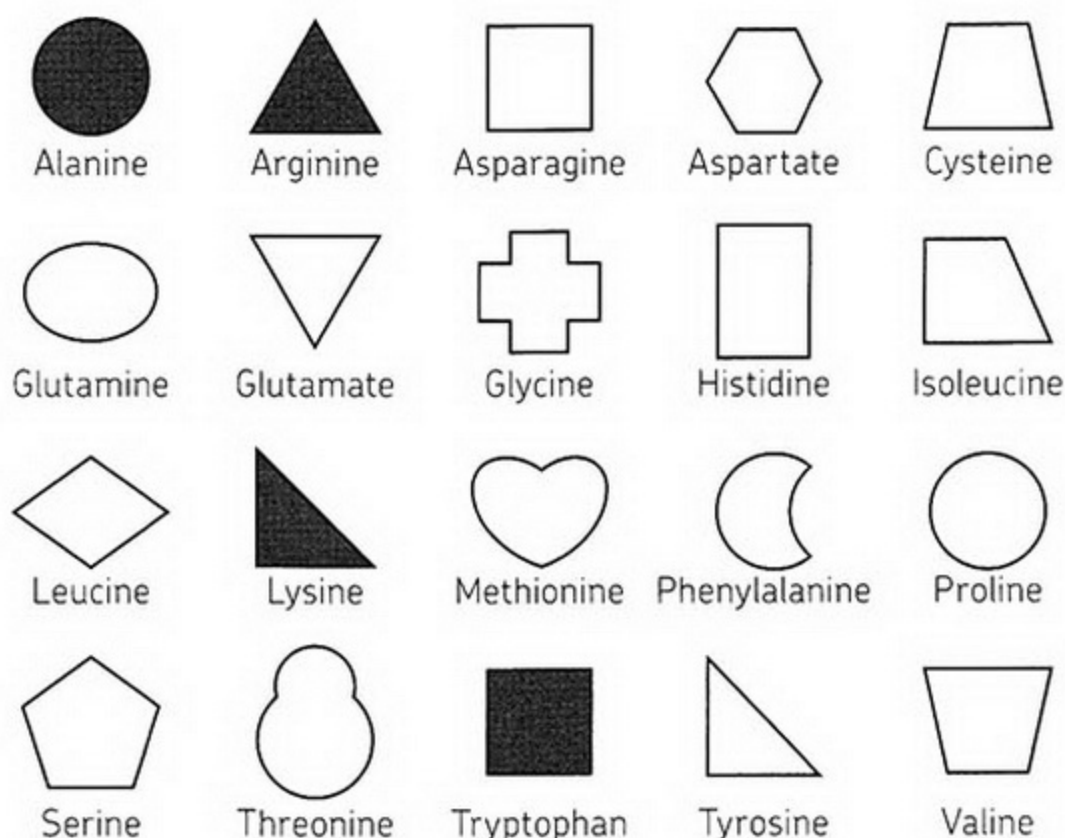 Alanine Arginine Asparagine Aspartate Cysteine
Glutamine Glutamate Glycine Histidine Isoleucine
Leucine Lysine Methionine Phenylalanine Proline
Serine Threonine Tryptophan Tyrosine Valine